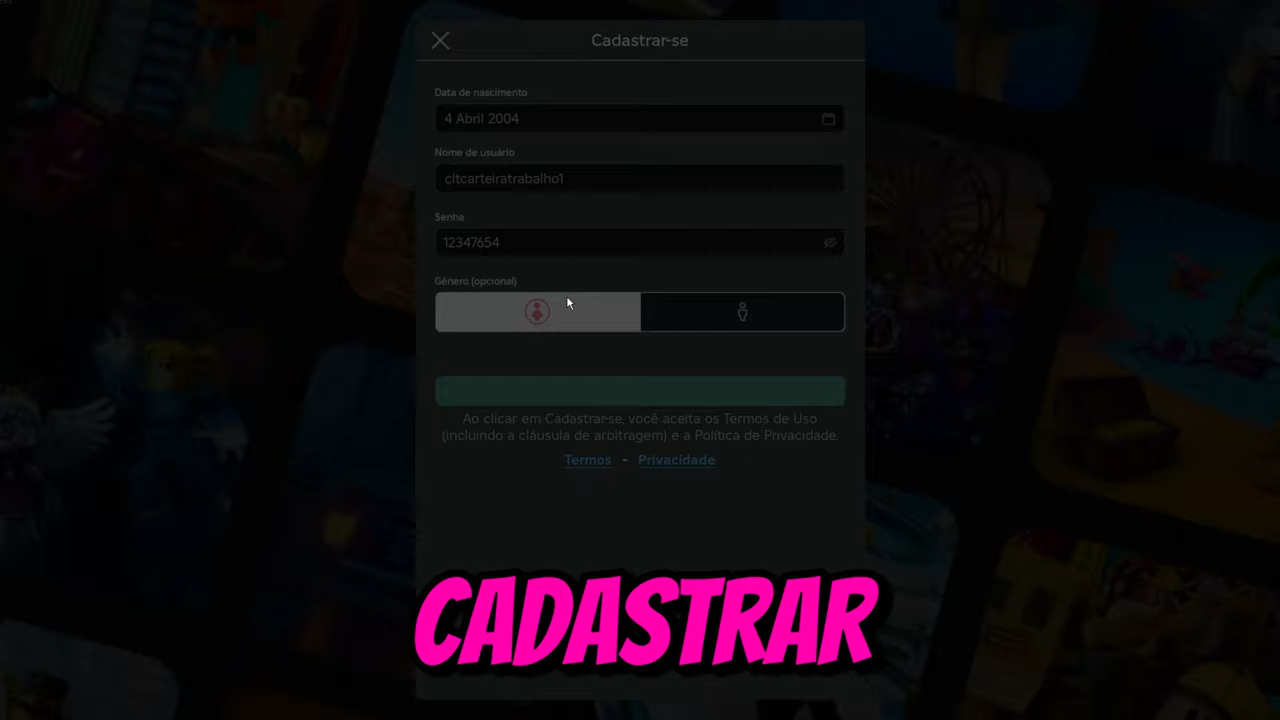 Cadastrar-se
Data de nascimento
4 Abril 2004
Nome de usuário
citcarteiratrabalho1
Senha
12347654
Gênero (opcional)
Ao clicar em Cadastrar-se, você aceita os Termos de Uso
(incluindo a cláusula de arbitragem) e a Política de Privacidade.
Termos - Privacidade
CADASTRAR